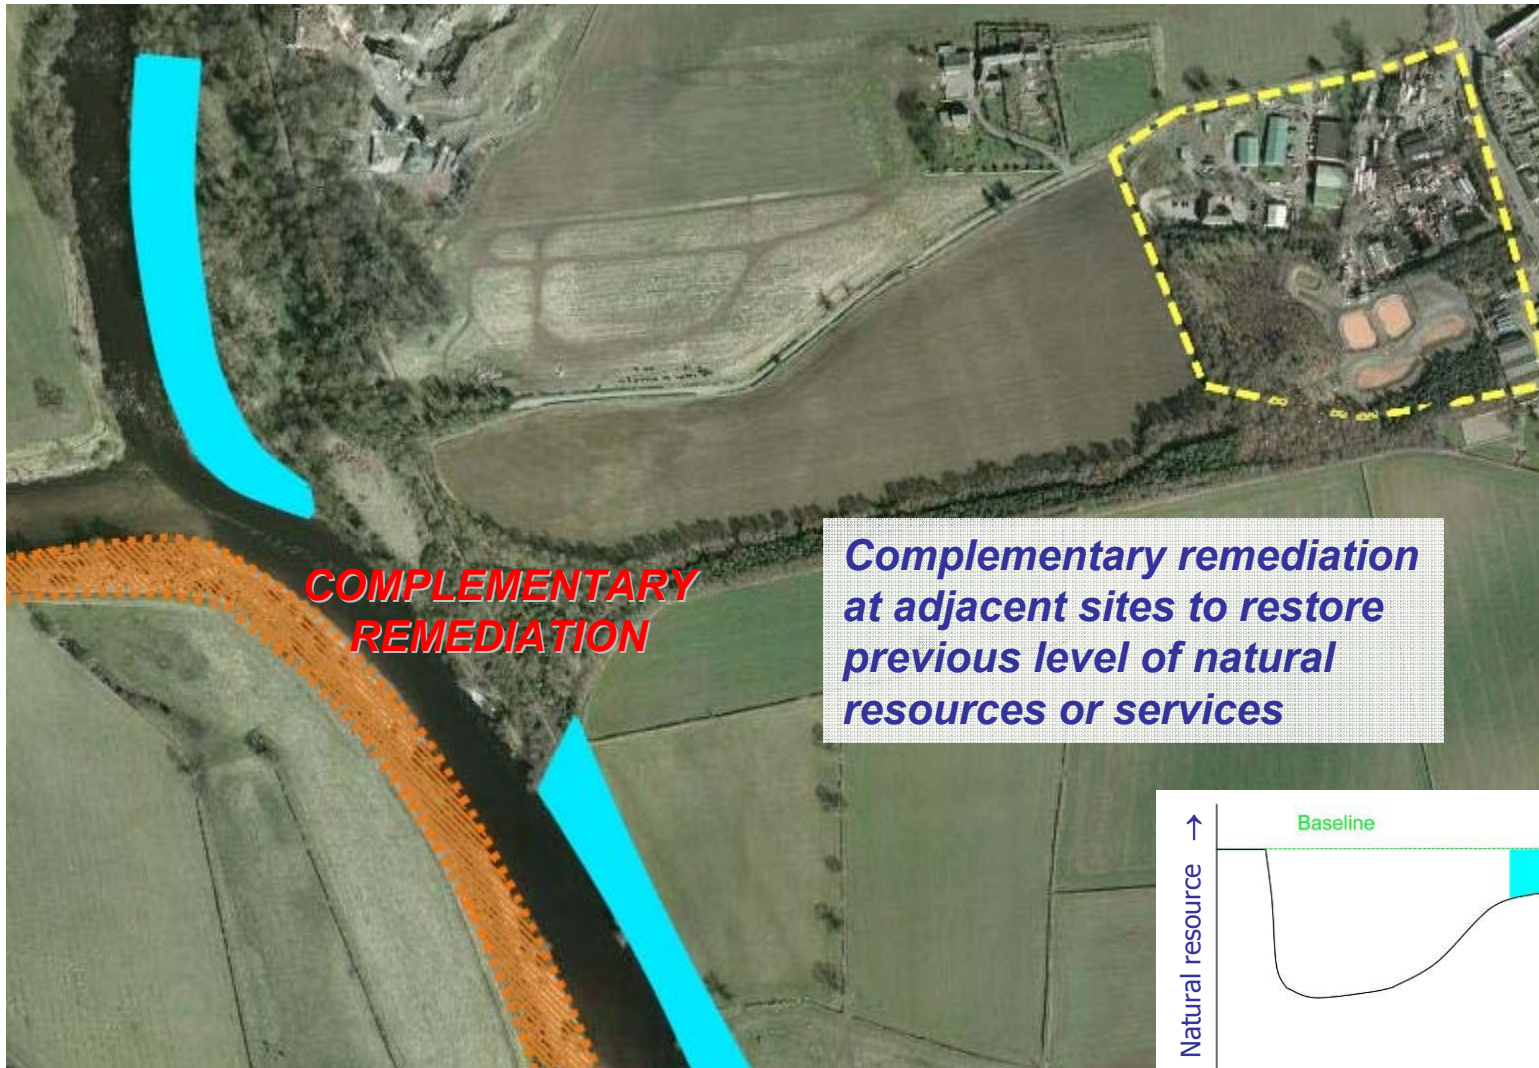 COMPLEMENTARY
REMEDIATION
Complementary remediation
at adjacent sites to restore
previous level of natural
resources or services
Baseline
Natural resource →